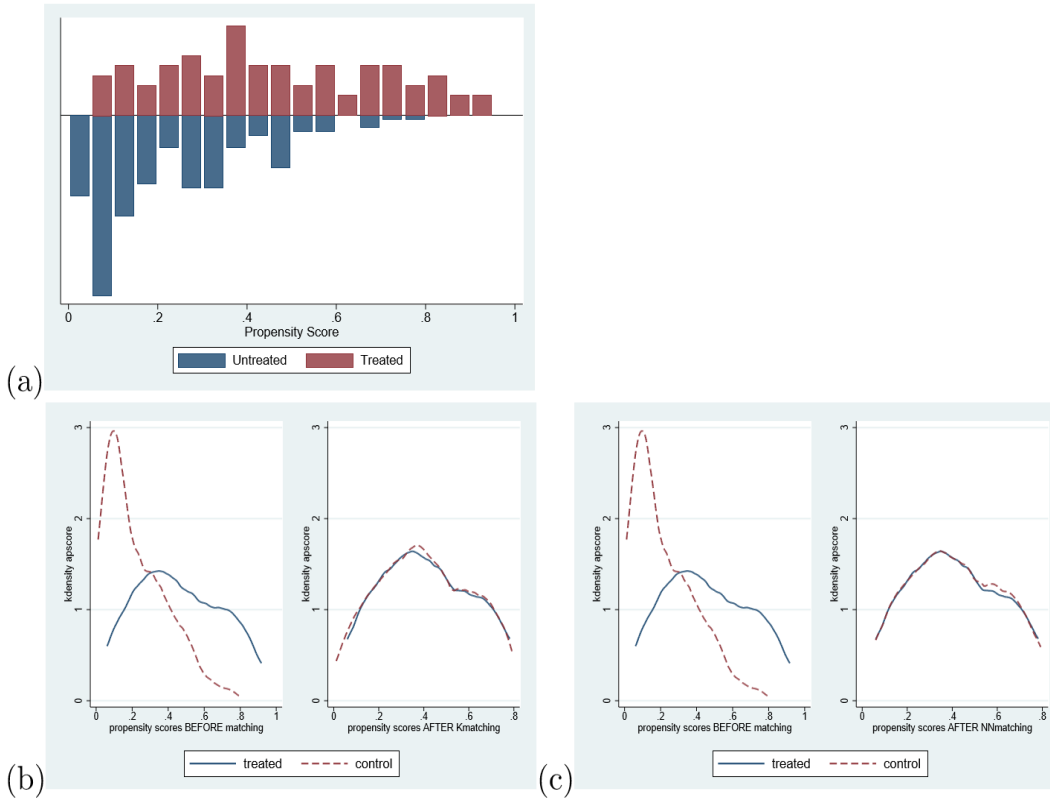 0 .2 .4 .6 .8 1
Propensity Score
Untreated Treated
(a)
kdensity apscore
0 1 2 3
0 .2 .4 .6 .8 1
propensity scores BEFORE matching
kdensity apscore
0 1 2 3
0 .2 .4 .6 .8
propensity scores AFTER Kmatching
treated control
(b)
kdensity apscore
0 1 2 3
0 .2 .4 .6 .8 1
propensity scores BEFORE matching
kdensity apscore
0 1 2 3
0 .2 .4 .6 .8
propensity scores AFTER NNmatching
treated control
(c)